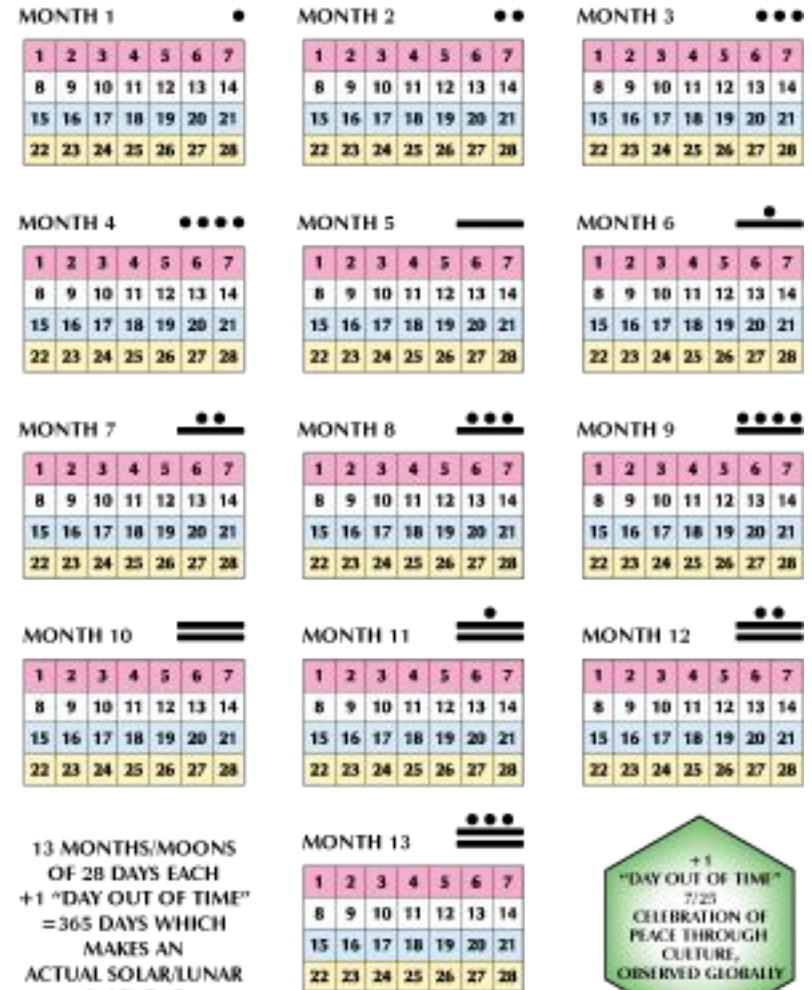 MONTH 1
1 2 3 4 5 6 7
8 9 10 11 12 13 14
15 16 17 18 19 20 21
22 23 24 25 26 27 28
MONTH 2
1 2 3 4 5 6 7
8 9 10 11 12 13 14
15 16 17 18 19 20 21
22 23 24 25 26 27 28
MONTH 3
1 2 3 4 5 6 7
8 9 10 11 12 13 14
15 16 17 18 19 20 21
22 23 24 25 26 27 28
MONTH 4
1 2 3 4 5 6 7
8 9 10 11 12 13 14
15 16 17 18 19 20 21
22 23 24 25 26 27 28
MONTH 5
1 2 3 4 5 6 7
8 9 10 11 12 13 14
15 16 17 18 19 20 21
22 23 24 25 26 27 28
MONTH 6
1 2 3 4 5 6 7
8 9 10 11 12 13 14
15 16 17 18 19 20 21
22 23 24 25 26 27 28
MONTH 7
1 2 3 4 5 6 7
8 9 10 11 12 13 14
15 16 17 18 19 20 21
22 23 24 25 26 27 28
MONTH 8
1 2 3 4 5 6 7
8 9 10 11 12 13 14
15 16 17 18 19 20 21
22 23 24 25 26 27 28
MONTH 9
1 2 3 4 5 6 7
8 9 10 11 12 13 14
15 16 17 18 19 20 21
22 23 24 25 26 27 28
MONTH 10
1 2 3 4 5 6 7
8 9 10 11 12 13 14
15 16 17 18 19 20 21
22 23 24 25 26 27 28
MONTH 11
1 2 3 4 5 6 7
8 9 10 11 12 13 14
15 16 17 18 19 20 21
22 23 24 25 26 27 28
MONTH 12
1 2 3 4 5 6 7
8 9 10 11 12 13 14
15 16 17 18 19 20 21
22 23 24 25 26 27 28
13 MONTHS/MOONS
OF 28 DAYS EACH
+1 "DAY OUT OF TIME"
=365 DAYS WHICH
MAKES AN
ACTUAL SOLAR/LUNAR
MONTH 13
1 2 3 4 5 6 7
8 9 10 11 12 13 14
15 16 17 18 19 20 21
22 23 24 25 26 27 28
+1
"DAY OUT OF TIME"
7/25
CELEBRATION OF
PEACE THROUGH
CULTURE,
OBSERVED GLOBALLY